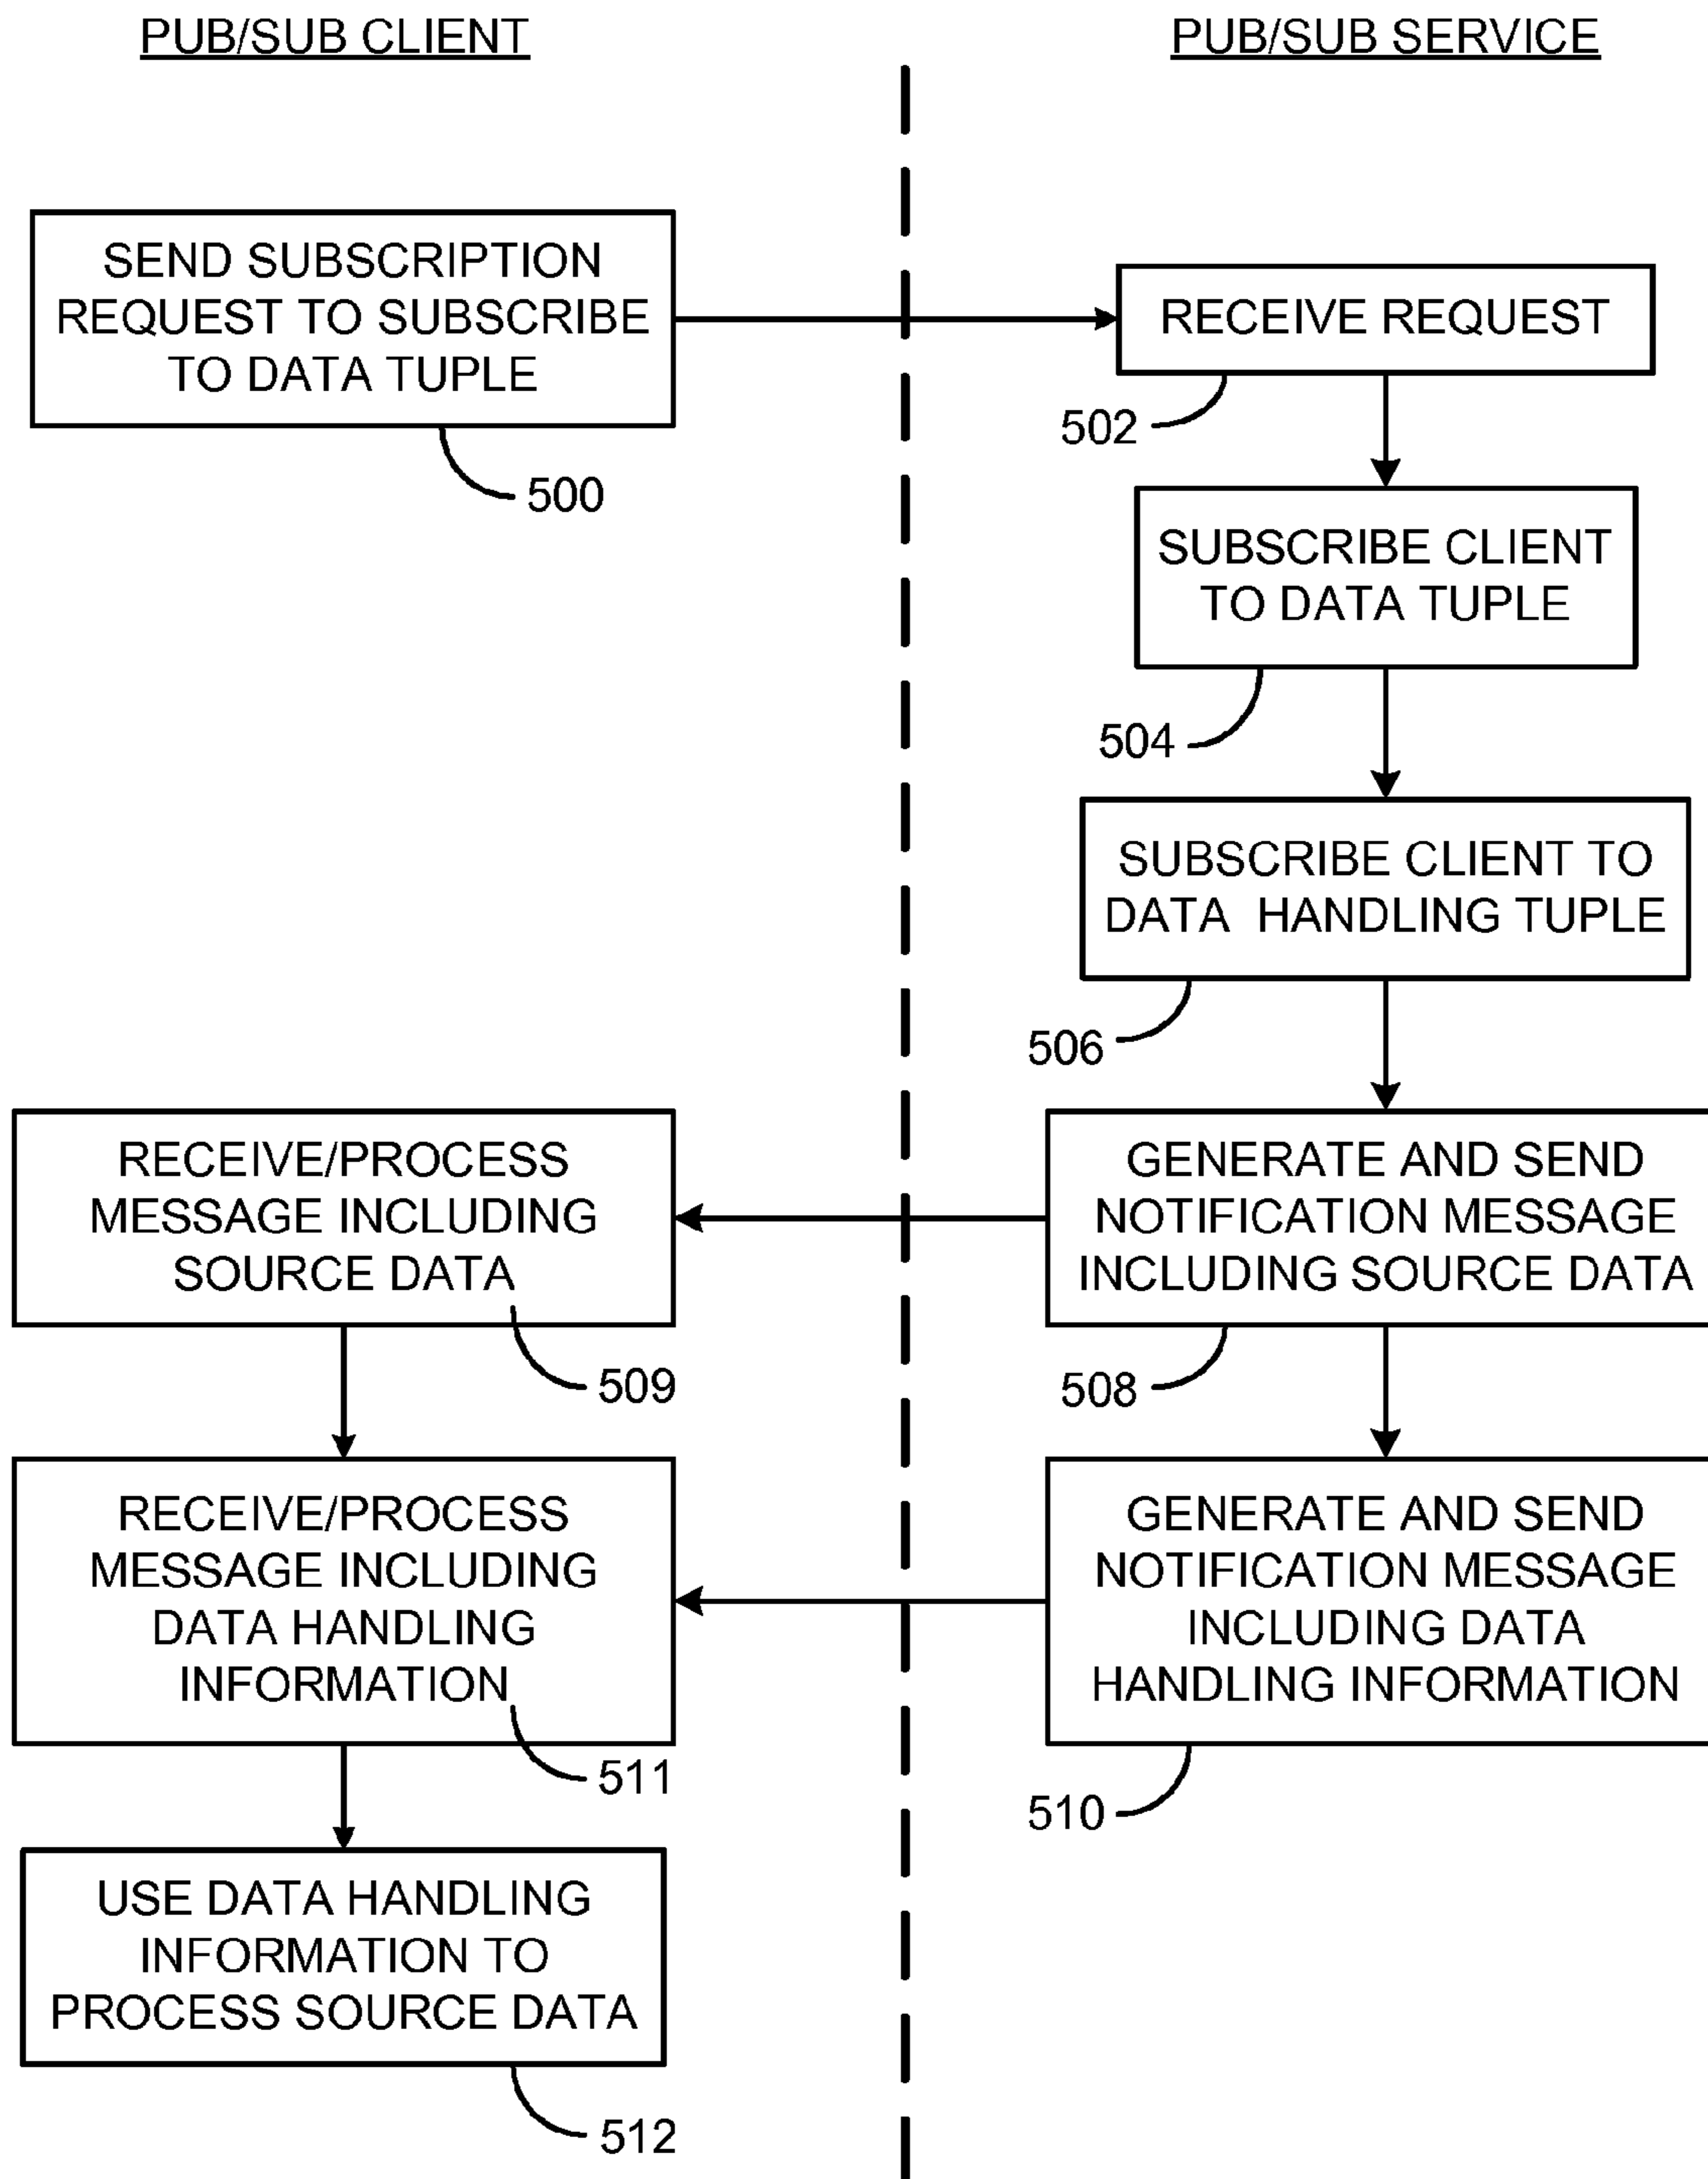 PUB/SUB CLIENT
PUB/SUB SERVICE
SEND SUBSCRIPTION
REQUEST TO SUBSCRIBE
TO DATA TUPLE
500
RECEIVE REQUEST
502
SUBSCRIBE CLIENT
TO DATA TUPLE
504
SUBSCRIBE CLIENT TO
DATA HANDLING TUPLE
506
GENERATE AND SEND
NOTIFICATION MESSAGE
INCLUDING SOURCE DATA
508
RECEIVE/PROCESS
MESSAGE INCLUDING
SOURCE DATA
509
GENERATE AND SEND
NOTIFICATION MESSAGE
INCLUDING DATA
HANDLING INFORMATION
510
RECEIVE/PROCESS
MESSAGE INCLUDING
DATA HANDLING
INFORMATION
511
USE DATA HANDLING
INFORMATION TO
PROCESS SOURCE DATA
512